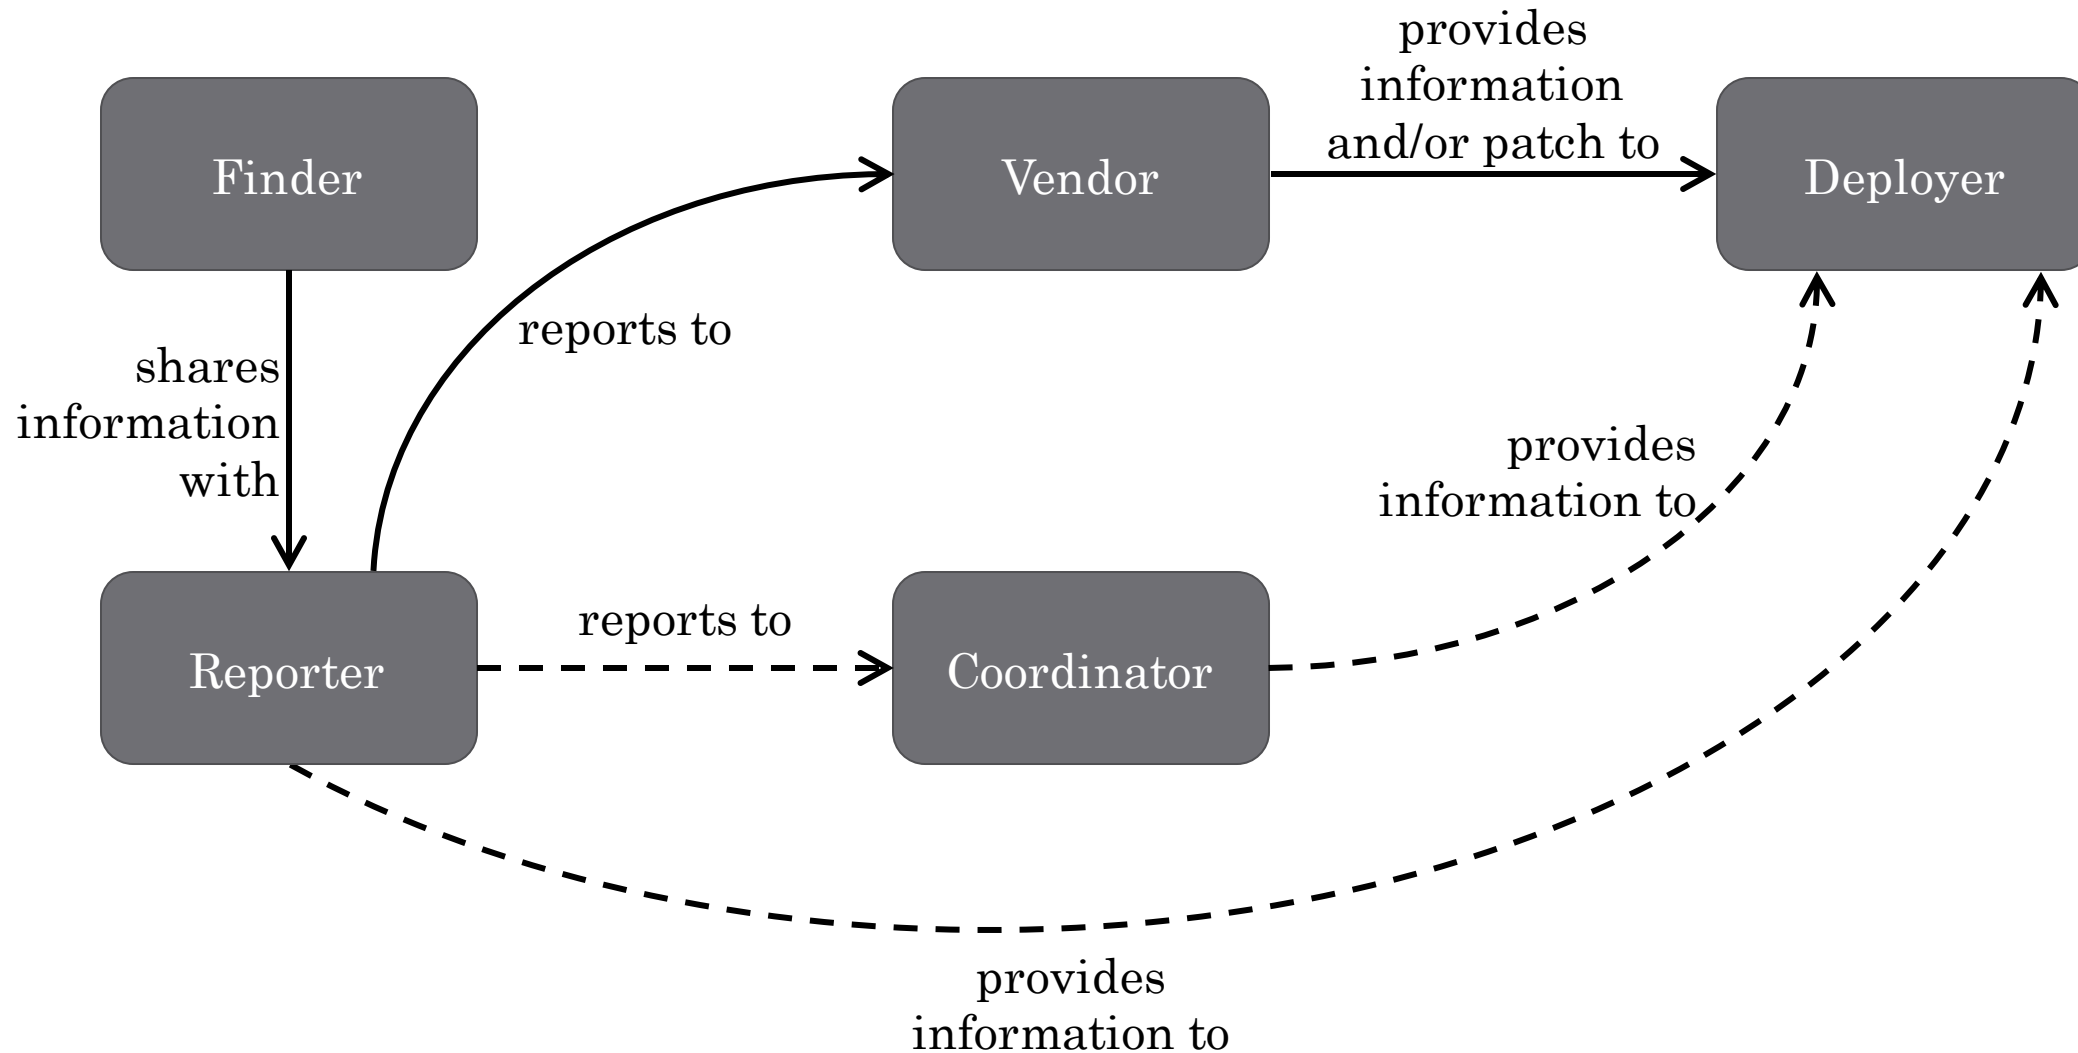 provides
information
and/or patch to
Finder
Vendor
Deployer
reports to
shares
information
with
provides
information to
reports to
Reporter
Coordinator
provides
information to